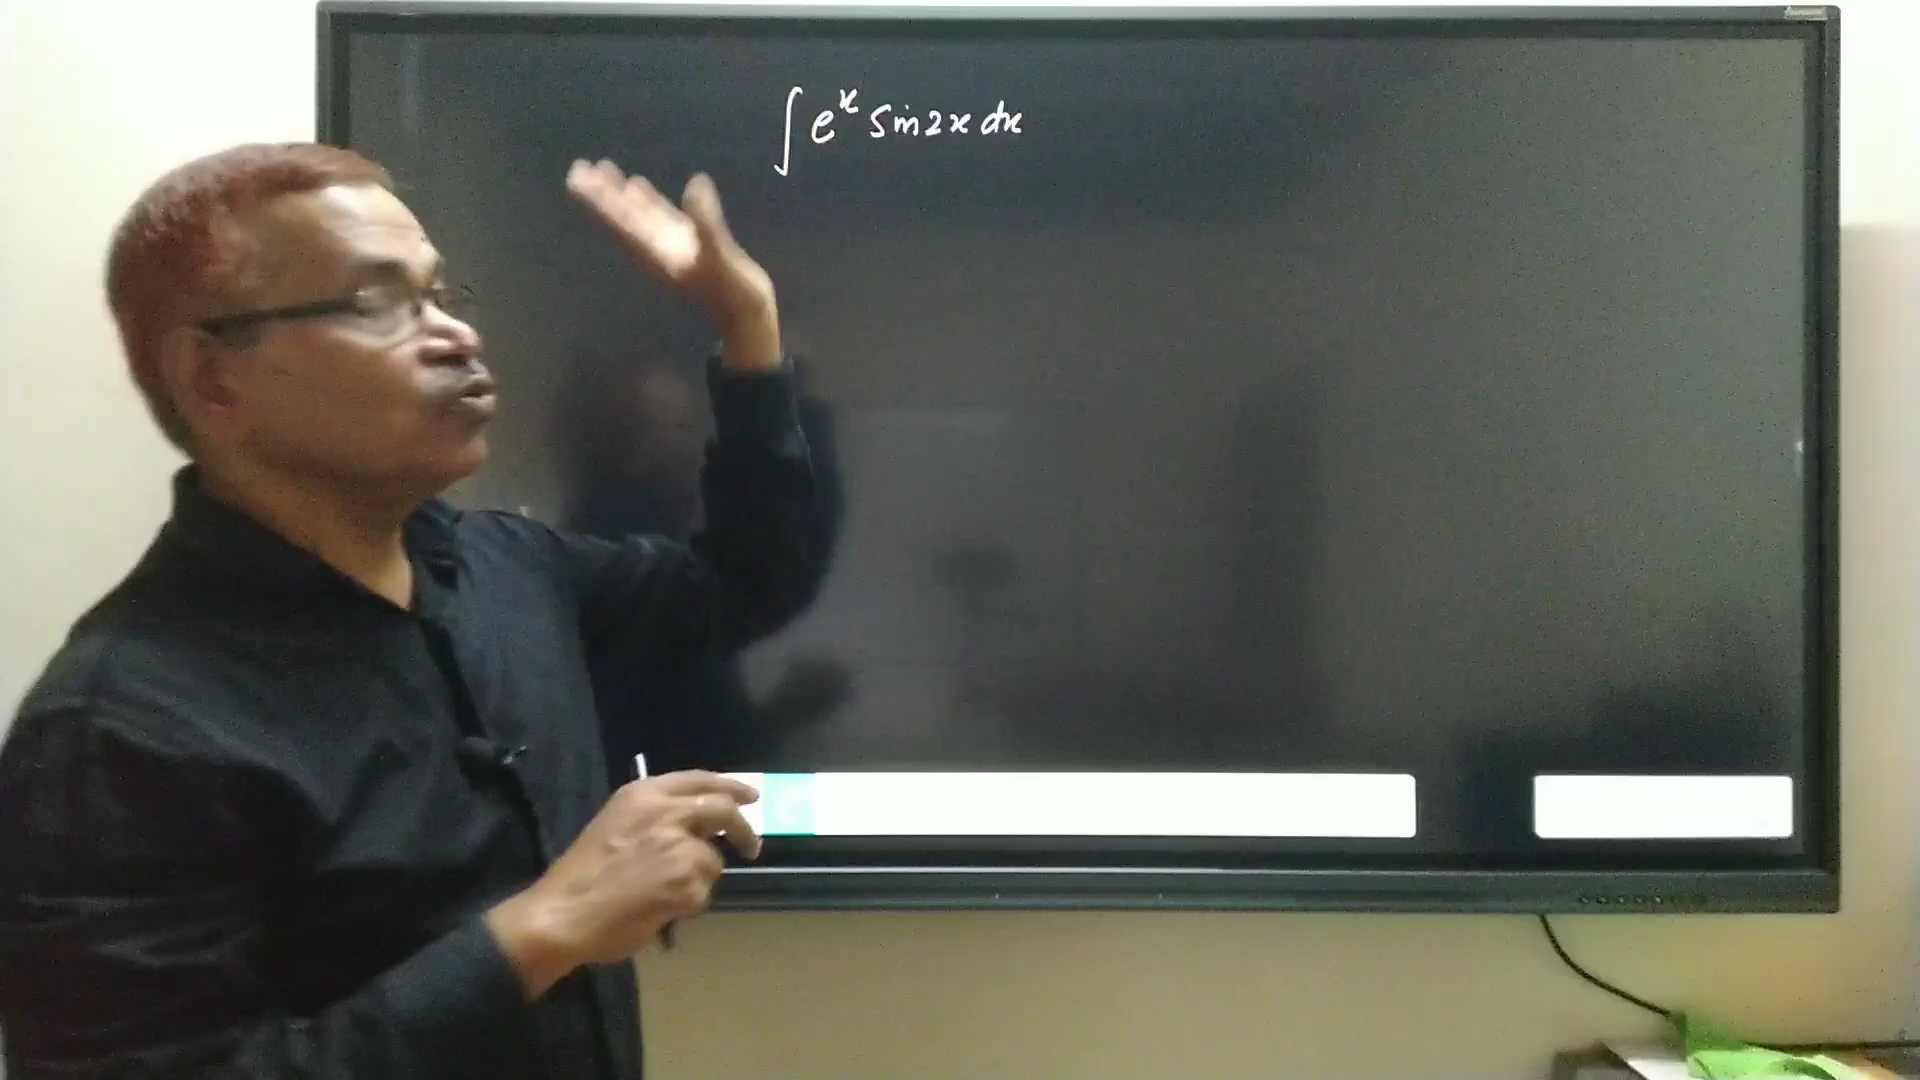 ∫ e^x sin2x dx